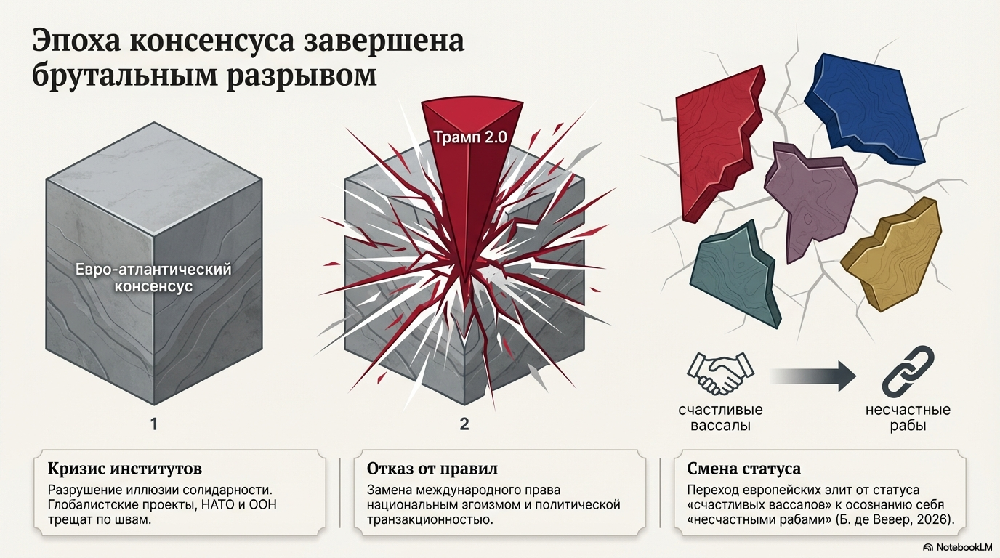 Эпоха консенсуса завершена
брутальным разрывом
Евро-атлантический
консенсус
1
Трамп 2.0
2
счастливые
вассалы
несчастные
рабы
Кризис институтов
Разрушение иллюзии солидарности.
Глобалистские проекты, НАТО и ООН
трещат по швам.
Отказ от правил
Замена международного права
национальным эгоизмом и политической
транзакционностью.
Смена статуса
Переход европейских элит от статуса
«счастливых вассалов» к осознанию себя
«несчастными рабами» (Б. де Вевер, 2026).
NotebookLM